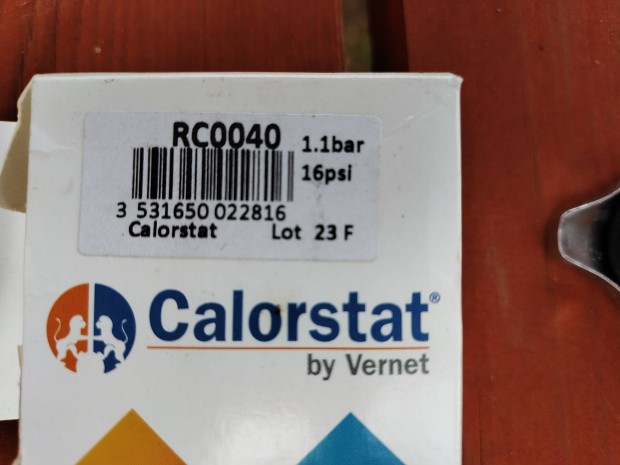 RC0040 1.1bar
16psi
3 531650 022816
Calorstat Lot 23 F
Calorstat®
by Vernet